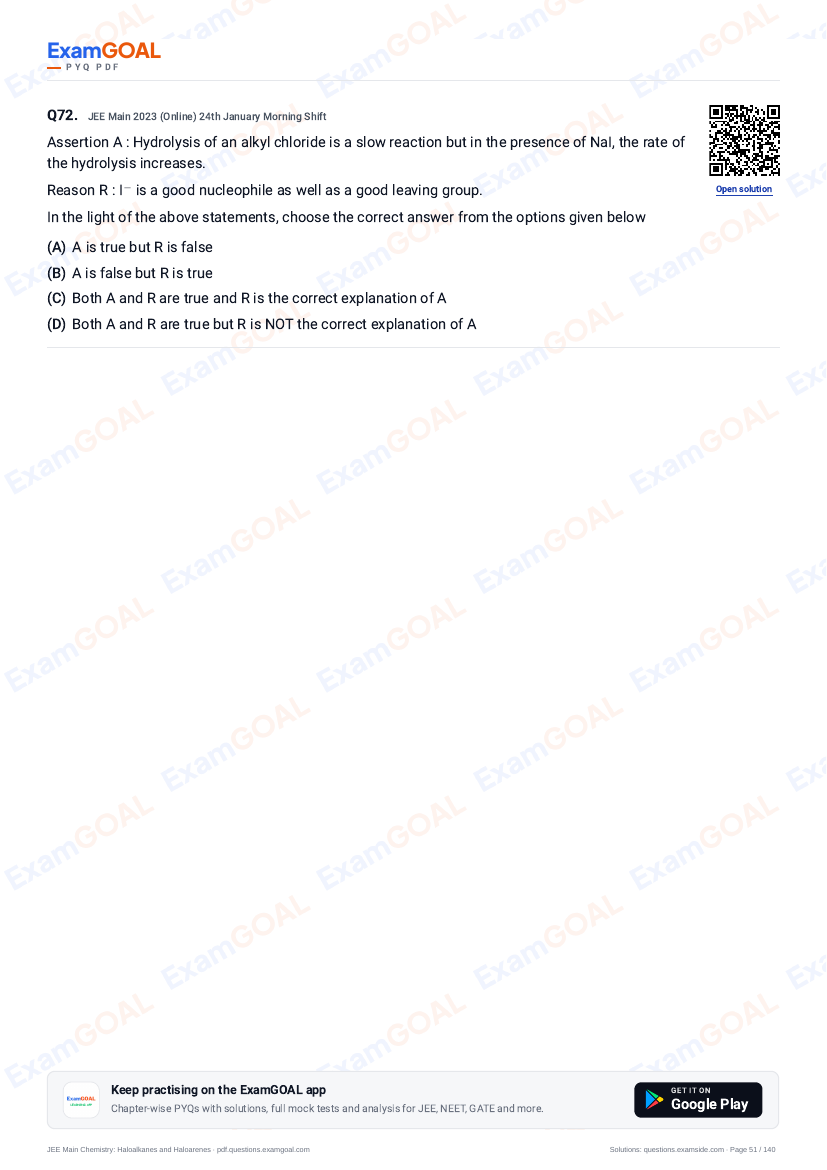 ExamGOAL
PYQ PDF
Q72. JEE Main 2023 (Online) 24th January Morning Shift
Assertion A : Hydrolysis of an alkyl chloride is a slow reaction but in the presence of NaI, the rate of
the hydrolysis increases.
Reason R : I⁻ is a good nucleophile as well as a good leaving group.
In the light of the above statements, choose the correct answer from the options given below
(A) A is true but R is false
(B) A is false but R is true
(C) Both A and R are true and R is the correct explanation of A
(D) Both A and R are true but R is NOT the correct explanation of A
Open solution
Keep practising on the ExamGOAL app
Chapter-wise PYQs with solutions, full mock tests and analysis for JEE, NEET, GATE and more.
ExamGOAL
GET IT ON
Google Play
JEE Main Chemistry: Haloalkanes and Haloarenes · pdf.questions.examgoal.com
Solutions: questions.examside.com · Page 51 / 140